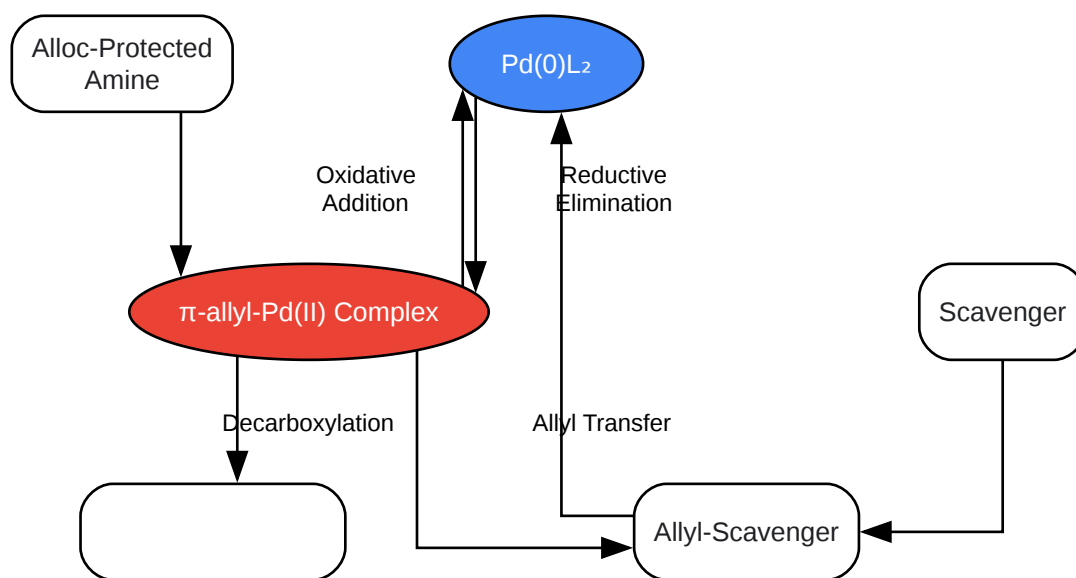 Alloc-Protected
Amine
Pd(0)L₂
Oxidative
Addition
Reductive
Elimination
π-allyl-Pd(II) Complex
Scavenger
Decarboxylation
Allyl Transfer
Allyl-Scavenger